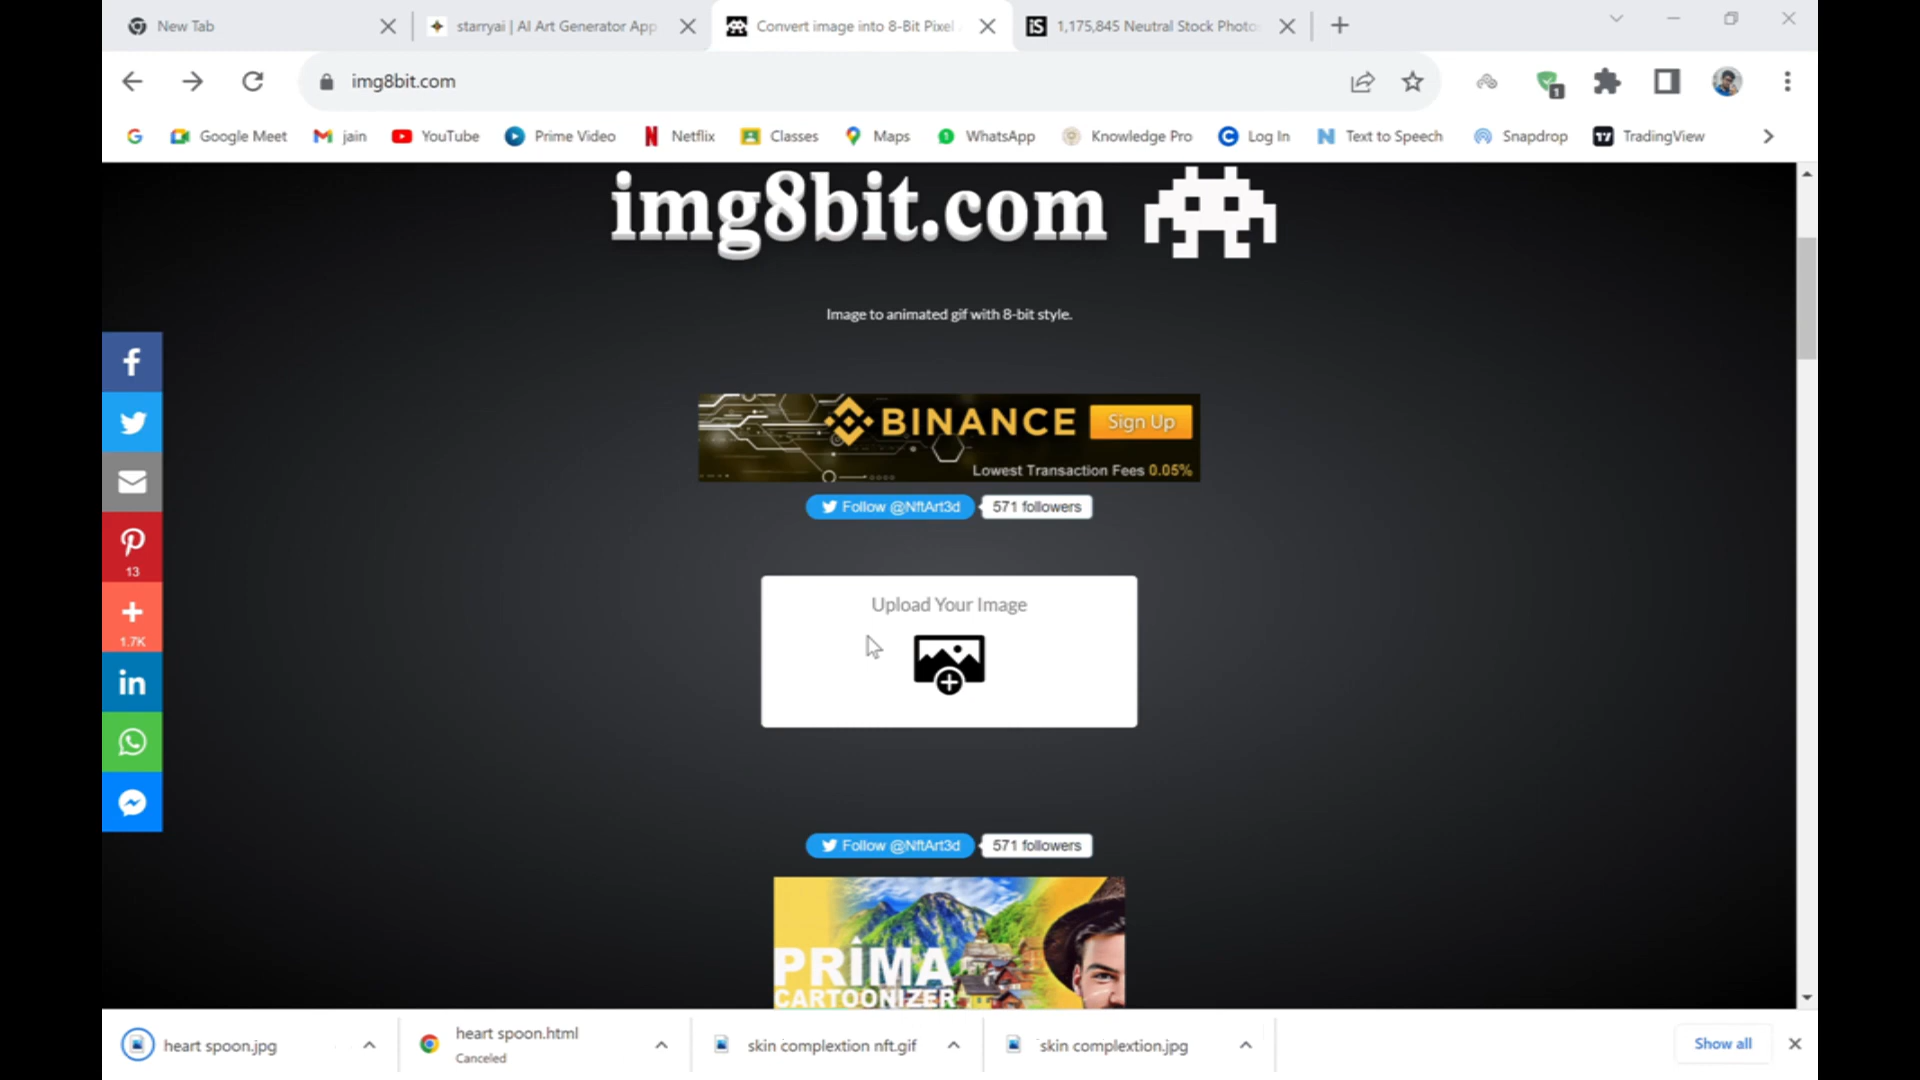 New Tab
starryai | AI Art Generator App
Convert image into 8-Bit Pixel
iS 1,175,845 Neutral Stock Photo
img8bit.com
1
Google Meet
jain
YouTube
Prime Video
Netflix
Classes
Maps
WhatsApp
Knowledge Pro
Log In
Text to Speech
Snapdrop
TradingView
img8bit.com
Image to animated gif with 8-bit style.
BINANCE
Sign Up
Lowest Transaction Fees 0.05%
Follow @NftArt3d
571 followers
13
1.7K
Upload Your Image
Follow @NftArt3d
571 followers
PRİMA
CARTOONIZER
heart spoon.jpg
heart spoon.html
Canceled
skin complextion nft.gif
skin complextion.jpg
Show all